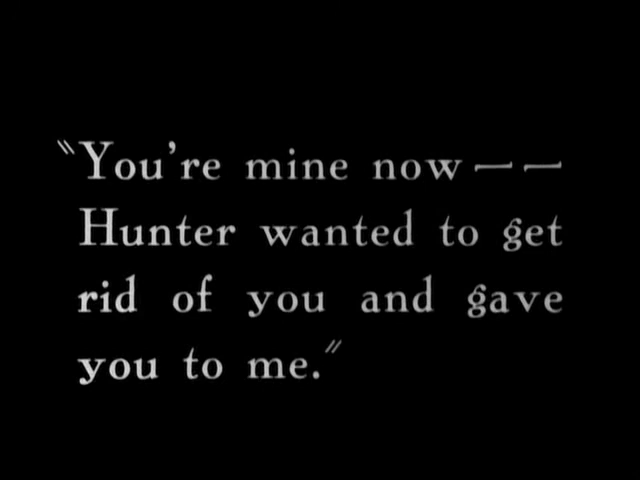 "You're mine now — —
Hunter wanted to get
rid of you and gave
you to me."